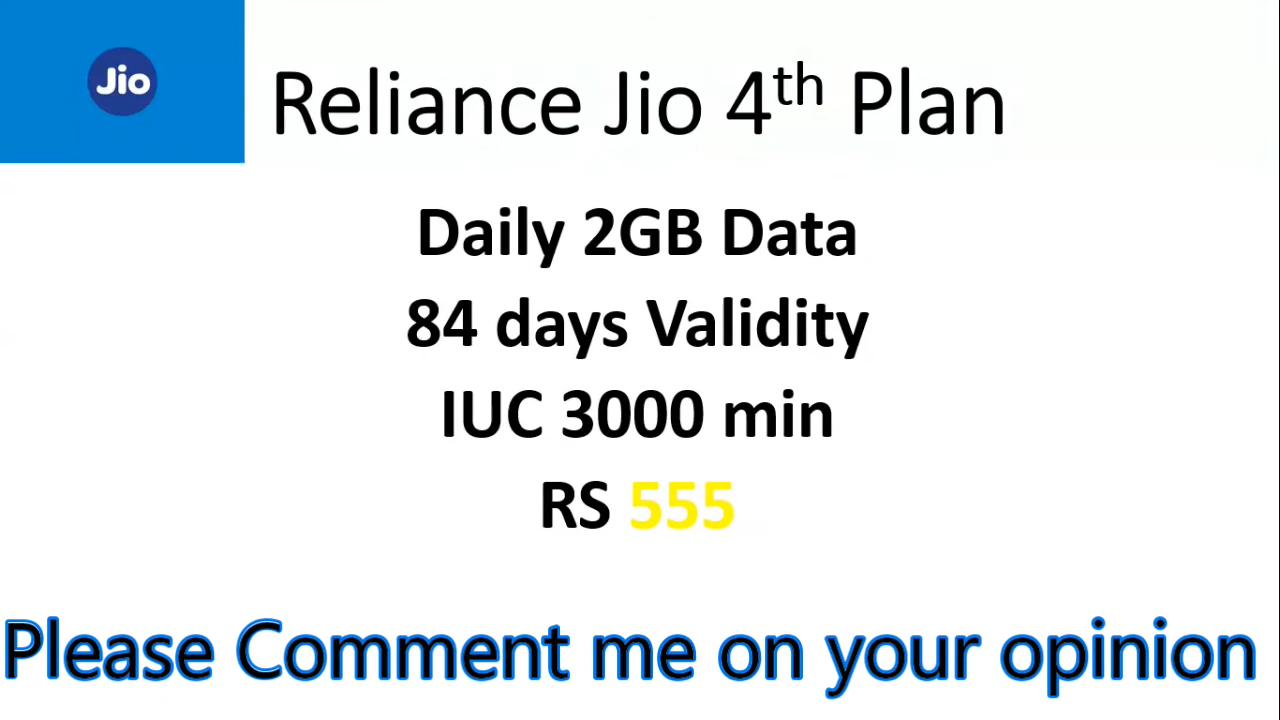 Jio
Reliance Jio 4th Plan
Daily 2GB Data
84 days Validity
IUC 3000 min
RS 555
Please Comment me on your opinion